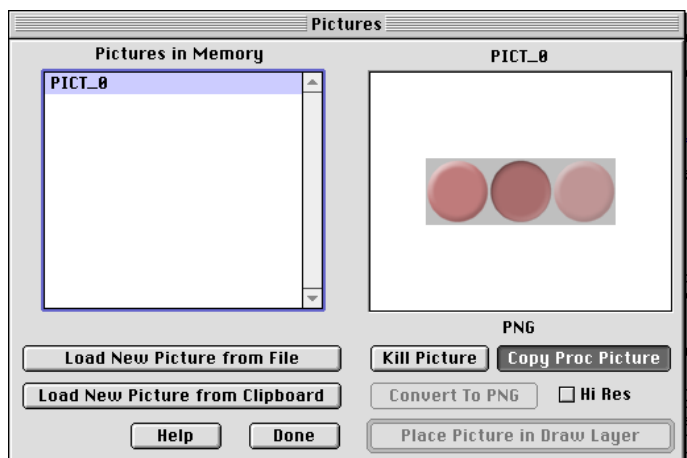 Pictures
Pictures in Memory
PICT_0
PICT_0
PNG
Load New Picture from File
Kill Picture
Copy Proc Picture
Load New Picture from Clipboard
Convert To PNG
Hi Res
Help
Done
Place Picture in Draw Layer